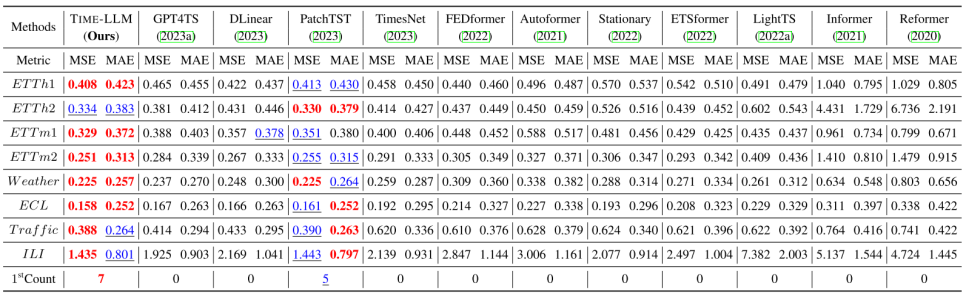 Methods TIME-LLM GPT4TS DLinear PatchTST TimesNet FEDformer Autoformer Stationary ETSformer LightTS Informer Reformer
(Ours) (2023a) (2023) (2023) (2023) (2022) (2021) (2022) (2022) (2022a) (2021) (2020)
Metric MSE MAE MSE MAE MSE MAE MSE MAE MSE MAE MSE MAE MSE MAE MSE MAE MSE MAE MSE MAE MSE MAE MSE MAE
ETTh1 0.408 0.423 0.465 0.455 0.422 0.437 0.413 0.430 0.458 0.450 0.440 0.460 0.496 0.487 0.570 0.537 0.542 0.510 0.491 0.479 1.040 0.795 1.029 0.805
ETTh2 0.334 0.383 0.381 0.412 0.431 0.446 0.330 0.379 0.414 0.427 0.437 0.449 0.450 0.459 0.526 0.516 0.439 0.452 0.602 0.543 4.431 1.729 6.736 2.191
ETTm1 0.329 0.372 0.388 0.403 0.357 0.378 0.351 0.380 0.400 0.406 0.448 0.452 0.588 0.517 0.481 0.456 0.429 0.425 0.435 0.437 0.961 0.734 0.799 0.671
ETTm2 0.251 0.313 0.284 0.339 0.267 0.333 0.255 0.315 0.291 0.333 0.305 0.349 0.327 0.371 0.306 0.347 0.293 0.342 0.409 0.436 1.410 0.810 1.479 0.915
Weather 0.225 0.257 0.237 0.270 0.248 0.300 0.225 0.264 0.259 0.287 0.309 0.360 0.338 0.382 0.288 0.314 0.271 0.334 0.261 0.312 0.634 0.548 0.803 0.656
ECL 0.158 0.252 0.167 0.263 0.166 0.263 0.161 0.252 0.192 0.295 0.214 0.327 0.227 0.338 0.193 0.296 0.208 0.323 0.229 0.329 0.311 0.397 0.338 0.422
Traffic 0.388 0.264 0.414 0.294 0.433 0.295 0.390 0.263 0.620 0.336 0.610 0.376 0.628 0.379 0.624 0.340 0.621 0.396 0.622 0.392 0.764 0.416 0.741 0.422
ILI 1.435 0.801 1.925 0.903 2.169 1.041 1.443 0.797 2.139 0.931 2.847 1.144 3.006 1.161 2.077 0.914 2.497 1.004 7.382 2.003 5.137 1.544 4.724 1.445
1stCount 7 0 0 5 0 0 0 0 0 0 0 0